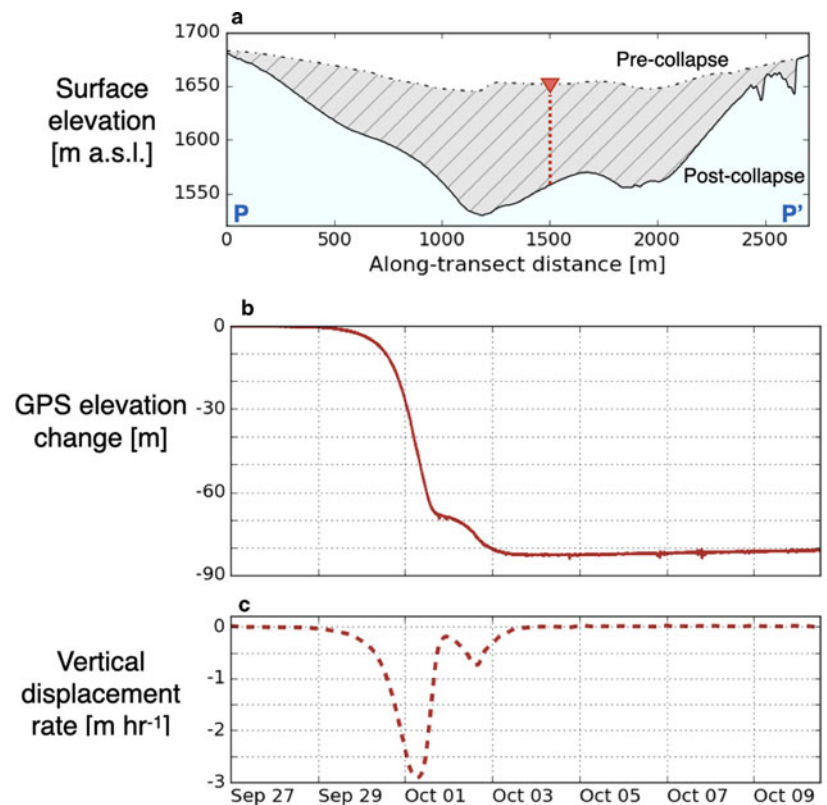 a
1700
1650
1600
1550
Surface
elevation
[m a.s.l.]
Pre-collapse
Post-collapse
P
P'
0 500 1000 1500 2000 2500
Along-transect distance [m]
b
0
-30
-60
-90
GPS elevation
change [m]
c
0
-1
-2
-3
Vertical
displacement
rate [m hr-1]
Sep 27 Sep 29 Oct 01 Oct 03 Oct 05 Oct 07 Oct 09